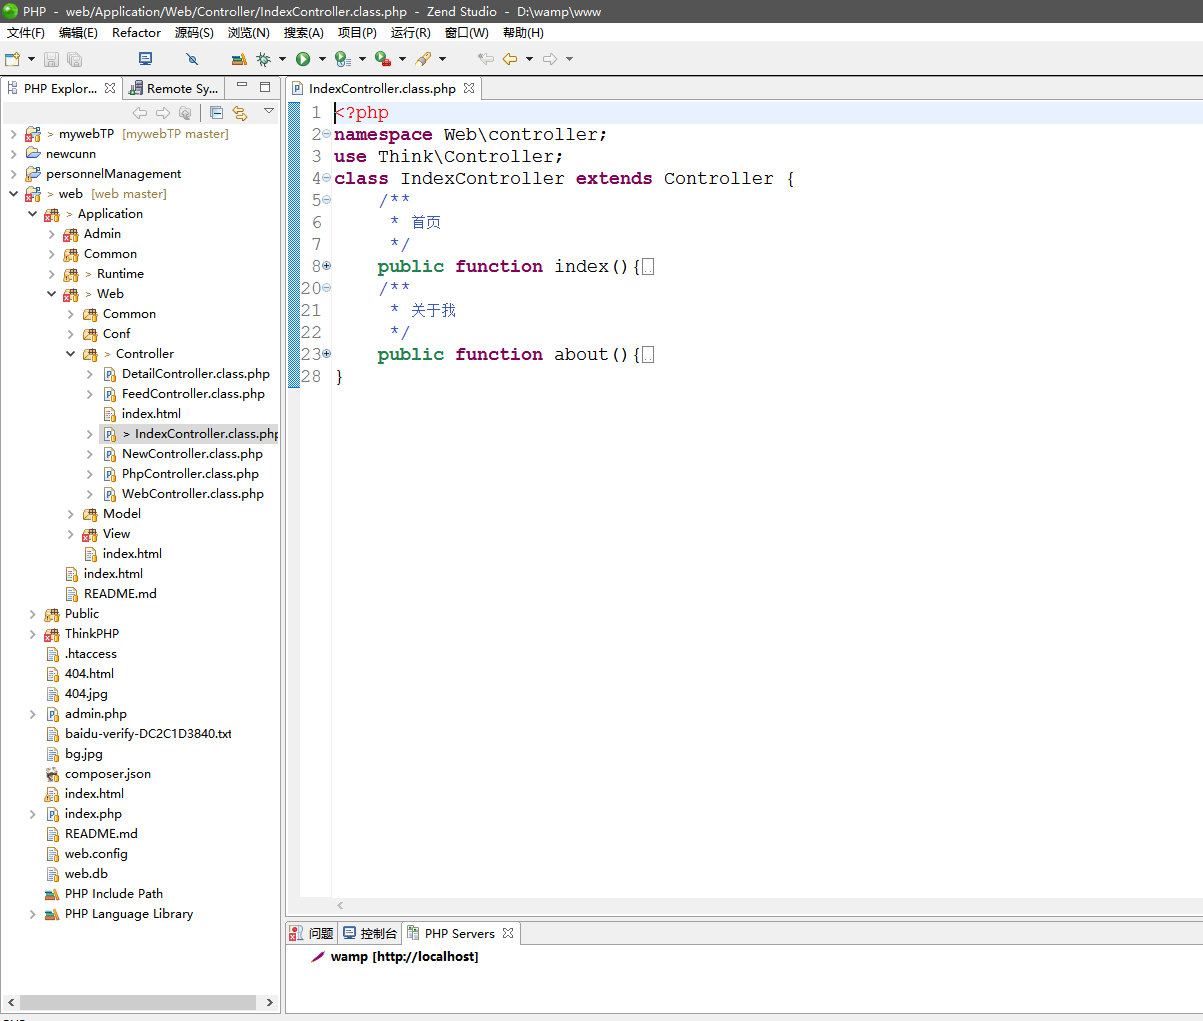 PHP - web/Application/Web/Controller/IndexController.class.php - Zend Studio - D:\wamp\www
文件(F) 编辑(E) Refactor 源码(S) 浏览(N) 搜索(A) 项目(P) 运行(R) 窗口(W) 帮助(H)
PHP Explor...
Remote Sy...
> mywebTP [mywebTP master]
newcunn
personnelManagement
> web [web master]
> Application
Admin
Common
> Runtime
> Web
Common
Conf
> Controller
DetailController.class.php
FeedController.class.php
index.html
> IndexController.class.php
NewController.class.php
PhpController.class.php
WebController.class.php
Model
View
index.html
index.html
README.md
Public
ThinkPHP
.htaccess
404.html
404.jpg
admin.php
baidu-verify-DC2C1D3840.txt
bg.jpg
composer.json
index.html
index.php
README.md
web.config
web.db
PHP Include Path
PHP Language Library
IndexController.class.php
1 <?php
2 namespace Web\controller;
3 use Think\Controller;
4 class IndexController extends Controller {
5 /**
6 * 首页
7 */
8 public function index(){..
20 /**
21 * 关于我
22 */
23 public function about(){..
28 }
问题 控制台 PHP Servers
wamp [http://localhost]